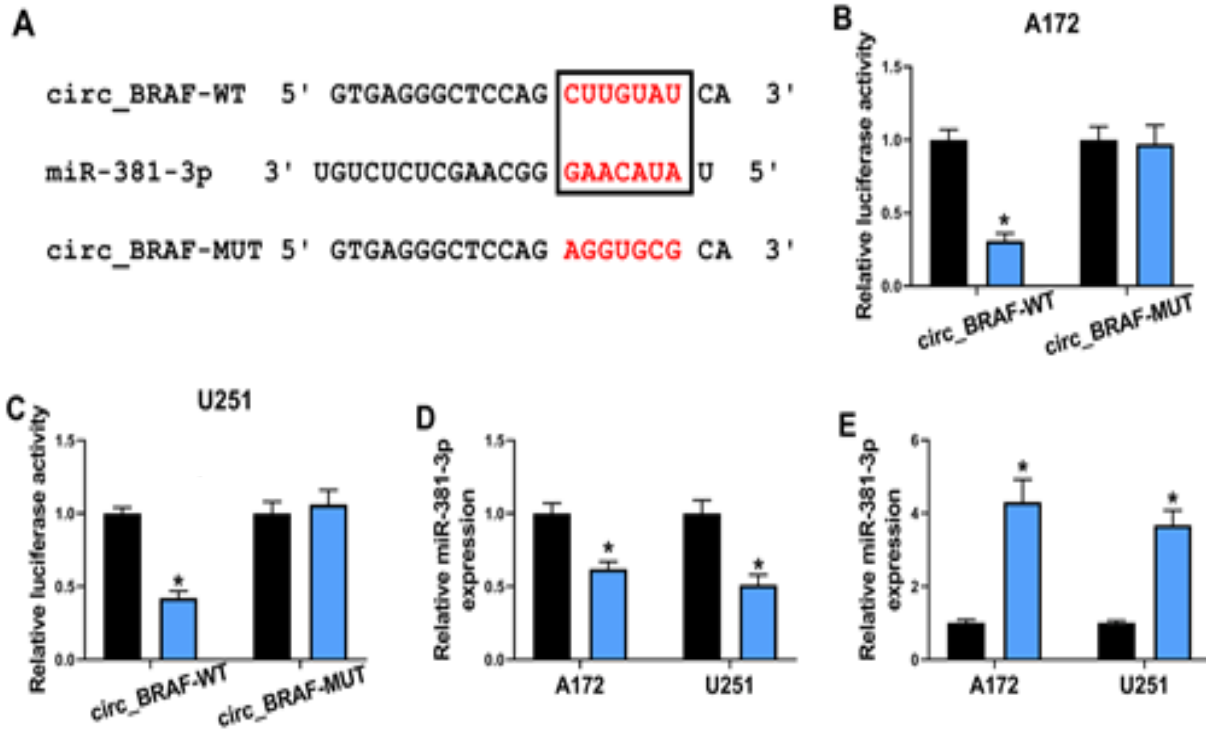 A
circ_BRAF-WT 5' GTGAGGGCTCCAG CUUGUAU CA 3'
miR-381-3p 3' UGUCUCUCGAACGG GAACAUA U 5'
circ_BRAF-MUT 5' GTGAGGGCTCCAG AGGUGCG CA 3'
B
A172
Relative luciferase activity
1.5
1.0
0.5
0.0
*
circ_BRAF-WT
circ_BRAF-MUT
C
U251
Relative luciferase activity
1.5
1.0
0.5
0.0
*
circ_BRAF-WT
circ_BRAF-MUT
D
Relative miR-381-3p
expression
1.5
1.0
0.5
0.0
*
*
A172
U251
E
Relative miR-381-3p
expression
6
4
2
0
*
*
A172
U251